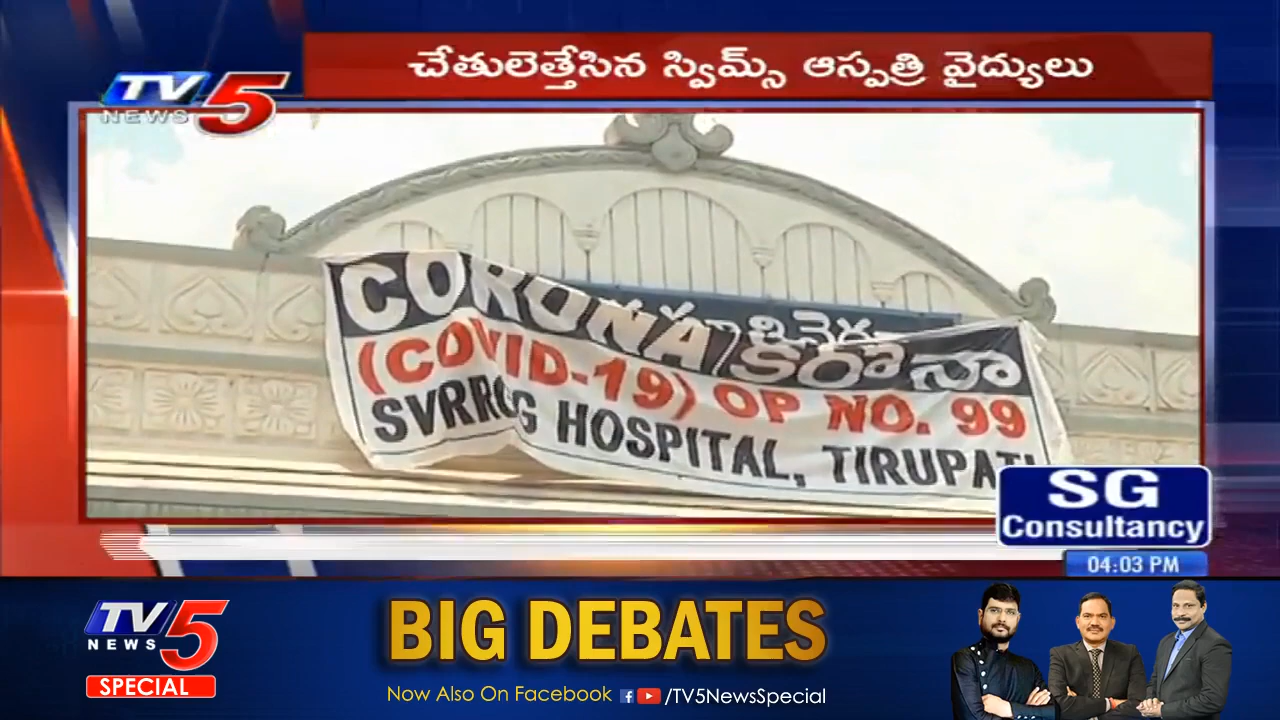 చేతులెత్తేసిన స్విమ్స్ ఆస్పత్రి వైద్యులు
TV5
NEWS
CORONA కరోనా
(COVID-19) OP NO. 99
SVRRGG HOSPITAL, TIRUPATI
SG
Consultancy
04:03 PM
TV5
NEWS
SPECIAL
BIG DEBATES
Now Also On Facebook /TV5NewsSpecial